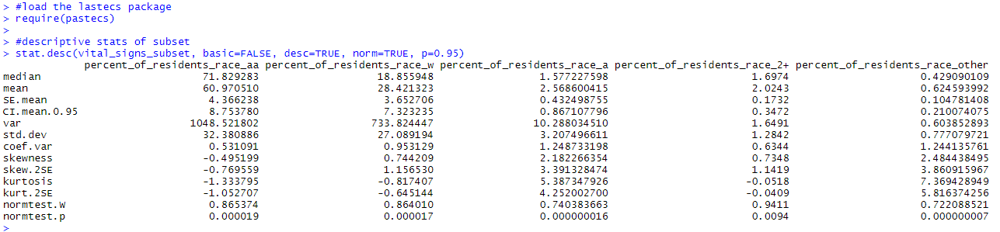 > #load the lastecs package
> require(pastecs)
>
> #descriptive stats of subset
> stat.desc(vital_signs_subset, basic=FALSE, desc=TRUE, norm=TRUE, p=0.95)
percent_of_residents_race_aa percent_of_residents_race_w percent_of_residents_race_a percent_of_residents_race_2+ percent_of_residents_race_other
median 71.829283 18.855948 1.577227598 1.6974 0.429090109
mean 60.970510 28.421323 2.568600415 2.0243 0.624593992
SE.mean 4.366238 3.652706 0.432498755 0.1732 0.104781408
CI.mean.0.95 8.753780 7.323235 0.867107796 0.3472 0.210074075
var 1048.521802 733.824447 10.288034510 1.6491 0.603852893
std.dev 32.380886 27.089194 3.207496611 1.2842 0.777079721
coef.var 0.531091 0.953129 1.248733198 0.6344 1.244135761
skewness -0.495199 0.744209 2.182266354 0.7348 2.484438495
skew.2SE -0.769559 1.156530 3.391328474 1.1419 3.860915967
kurtosis -1.333795 -0.817407 5.387347926 -0.0518 7.369428949
kurt.2SE -1.052707 -0.645144 4.252002700 -0.0409 5.816374256
normtest.W 0.865374 0.864010 0.740383663 0.9411 0.722088521
normtest.p 0.000019 0.000017 0.000000016 0.0094 0.000000007
>